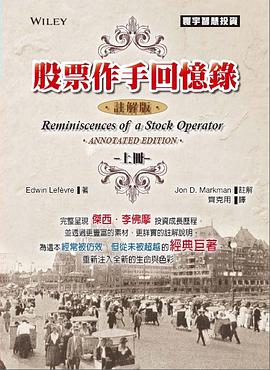 WILEY
寰宇智慧投資
股票作手回憶錄
註解版
Reminiscences of a Stock Operator
• ANNOTATED EDITION •
–上冊–
Edwin Lefèvre│著
Jon D. Markman│註解
齊克用│譯
完整呈現 傑西・李佛摩 投資成長歷程，
並透過更豐富的素材、更詳實的註解說明，
為這本經常被仿效、但從未被超越的經典巨著，
重新注入全新的生命與色彩。